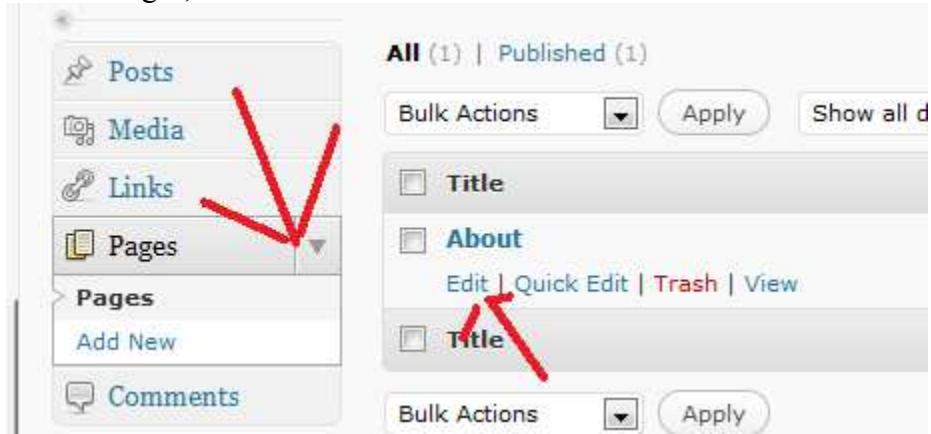 Posts
Media
Links
Pages
Pages
Add New
Comments
All (1) | Published (1)
Bulk Actions Apply Show all d
Title
About
Edit | Quick Edit | Trash | View
Title
Bulk Actions Apply